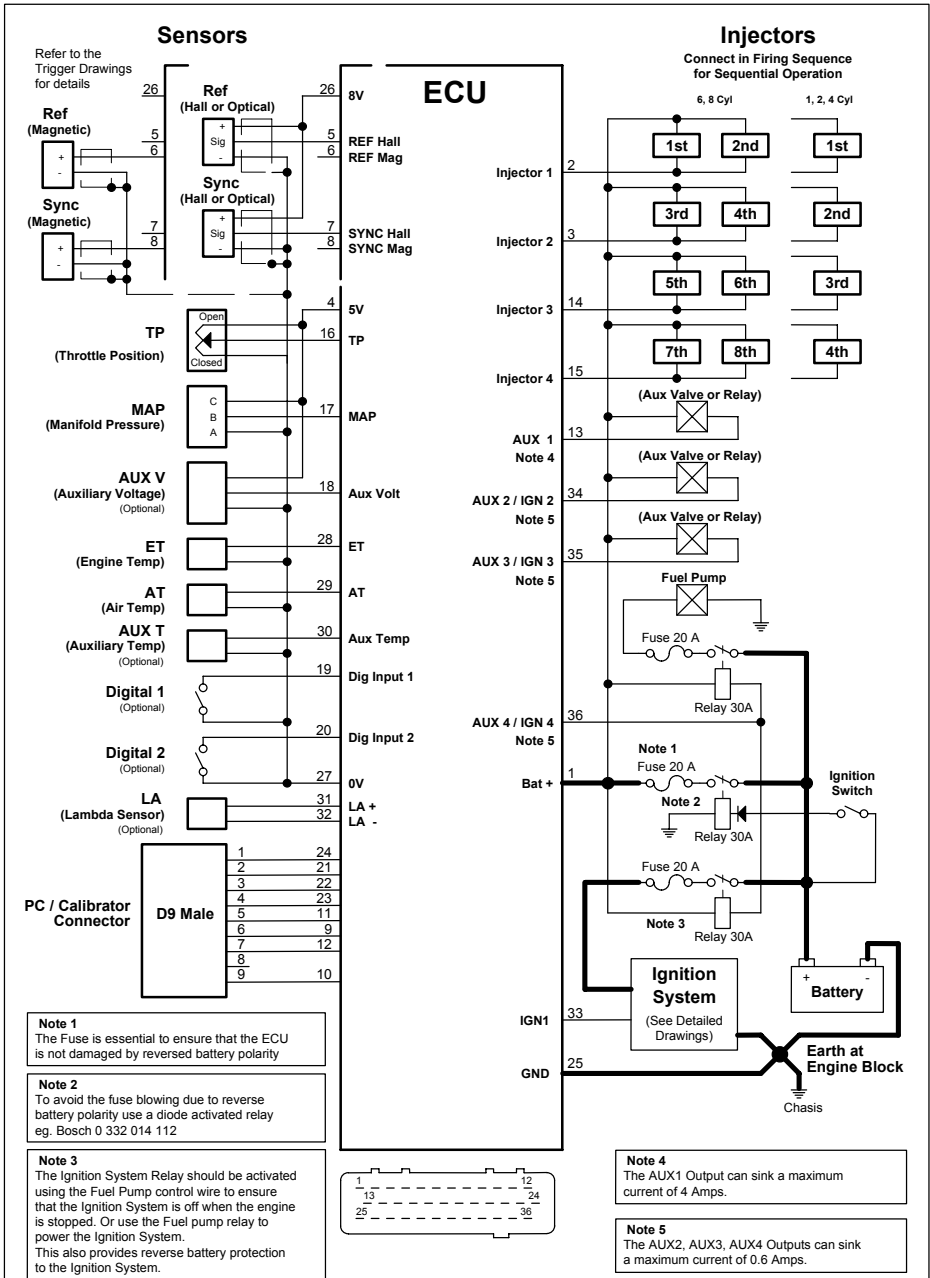 Sensors
Injectors
Connect in Firing Sequence
for Sequential Operation
Refer to the
Trigger Drawings
for details
6, 8 Cyl
1, 2, 4 Cyl
ECU
26
Ref
(Magnetic)
+
-
5
6
Sync
(Magnetic)
+
-
7
8
Ref
(Hall or Optical)
+
Sig
-
Sync
(Hall or Optical)
+
Sig
-
26 8V
5 REF Hall
6 REF Mag
7 SYNC Hall
8 SYNC Mag
4 5V
TP
(Throttle Position)
Open
Closed
16 TP
MAP
(Manifold Pressure)
C
B
A
17 MAP
AUX V
(Auxiliary Voltage)
(Optional)
18 Aux Volt
ET
(Engine Temp)
28 ET
AT
(Air Temp)
29 AT
AUX T
(Auxiliary Temp)
(Optional)
30 Aux Temp
Digital 1
(Optional)
19 Dig Input 1
Digital 2
(Optional)
20 Dig Input 2
27 0V
LA
(Lambda Sensor)
(Optional)
31 LA +
32 LA -
PC / Calibrator
Connector
D9 Male
1 24
2 21
3 22
4 23
5 11
6 9
7 12
8
9 10
Injector 1 2
1st 2nd 1st
Injector 2 3
3rd 4th 2nd
Injector 3 14
5th 6th 3rd
Injector 4 15
7th 8th 4th
(Aux Valve or Relay)
AUX 1 13
Note 4
(Aux Valve or Relay)
AUX 2 / IGN 2 34
Note 5
(Aux Valve or Relay)
AUX 3 / IGN 3 35
Note 5
Fuel Pump
Fuse 20 A
Relay 30A
AUX 4 / IGN 4 36
Note 5
Note 1
Fuse 20 A
Bat + 1
Note 2
Relay 30A
Ignition
Switch
Fuse 20 A
Note 3
Relay 30A
Ignition
System
(See Detailed
Drawings)
IGN1 33
GND 25
+ -
Battery
Earth at
Engine Block
Chasis
Note 1
The Fuse is essential to ensure that the ECU
is not damaged by reversed battery polarity
Note 2
To avoid the fuse blowing due to reverse
battery polarity use a diode activated relay
eg. Bosch 0 332 014 112
Note 3
The Ignition System Relay should be activated
using the Fuel Pump control wire to ensure
that the Ignition System is off when the engine
is stopped. Or use the Fuel pump relay to
power the Ignition System.
This also provides reverse battery protection
to the Ignition System.
1 12
13 24
25 36
Note 4
The AUX1 Output can sink a maximum
current of 4 Amps.
Note 5
The AUX2, AUX3, AUX4 Outputs can sink
a maximum current of 0.6 Amps.